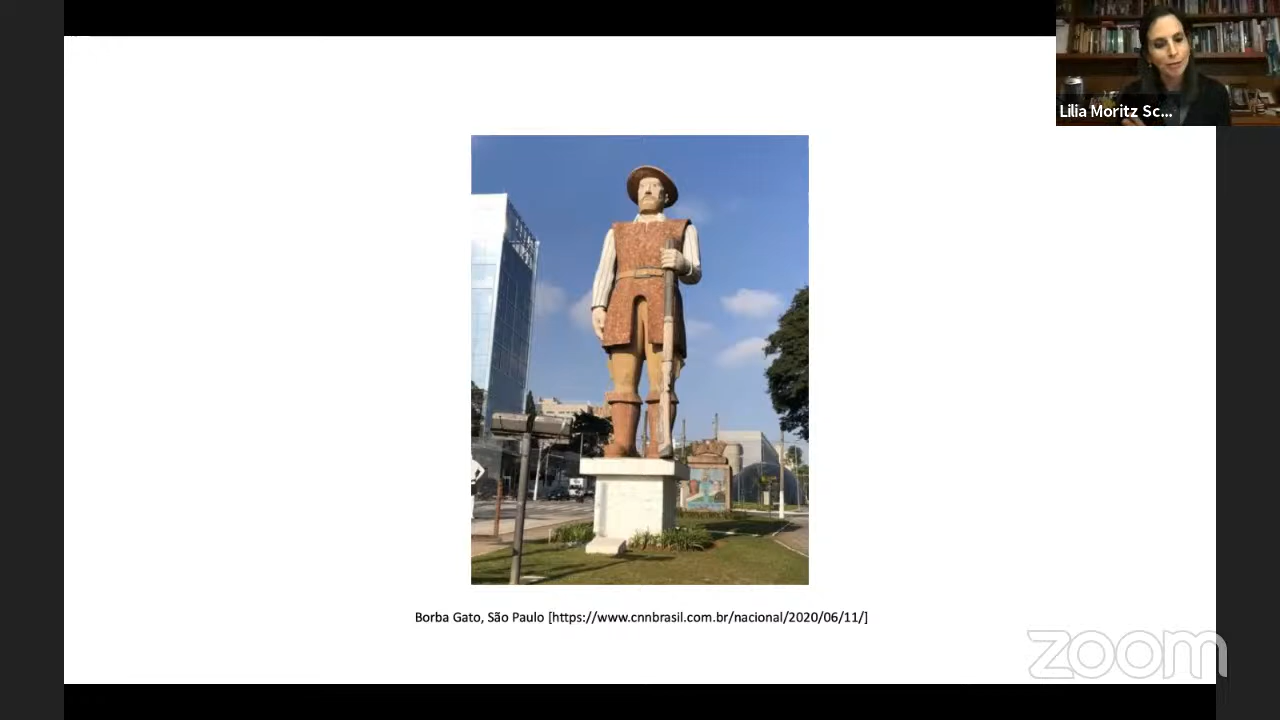 Lilia Moritz Sc...
Borba Gato, São Paulo [https://www.cnnbrasil.com.br/nacional/2020/06/11/]
zoom